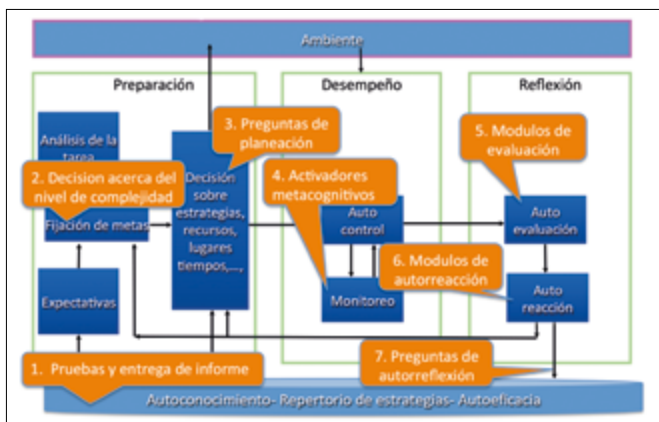 Ambiente
Preparación
Desempeño
Reflexión
Análisis de la
tarea
3. Preguntas de
planeación
5. Modulos de
evaluación
2. Decision acerca del
nivel de complejidad
Decisión
sobre
estrategias,
recursos,
lugares
tiempos,...,
4. Activadores
metacognitivos
Fijación de metas
Auto
control
Auto
evaluación
6. Modulos de
autorreacción
Expectativas
Monitoreo
Auto
reacción
1. Pruebas y entrega de informe
7. Preguntas de
autorreflexión
Autoconocimiento- Repertorio de estrategias- Autoeficacia